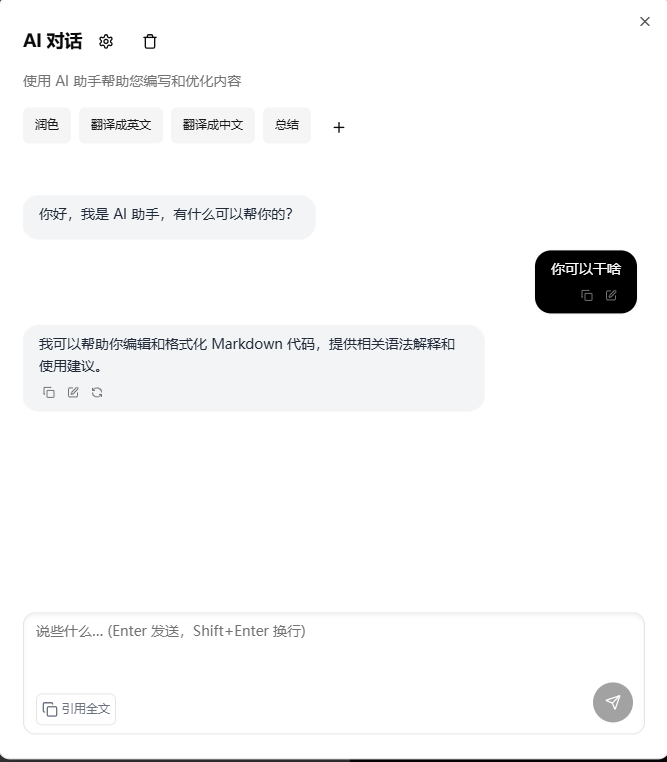 AI 对话
使用 AI 助手帮助您编写和优化内容
润色 翻译成英文 翻译成中文 总结
你好，我是 AI 助手，有什么可以帮你的？
你可以干啥
我可以帮助你编辑和格式化 Markdown 代码，提供相关语法解释和
使用建议。
说些什么... (Enter 发送，Shift+Enter 换行)
引用全文